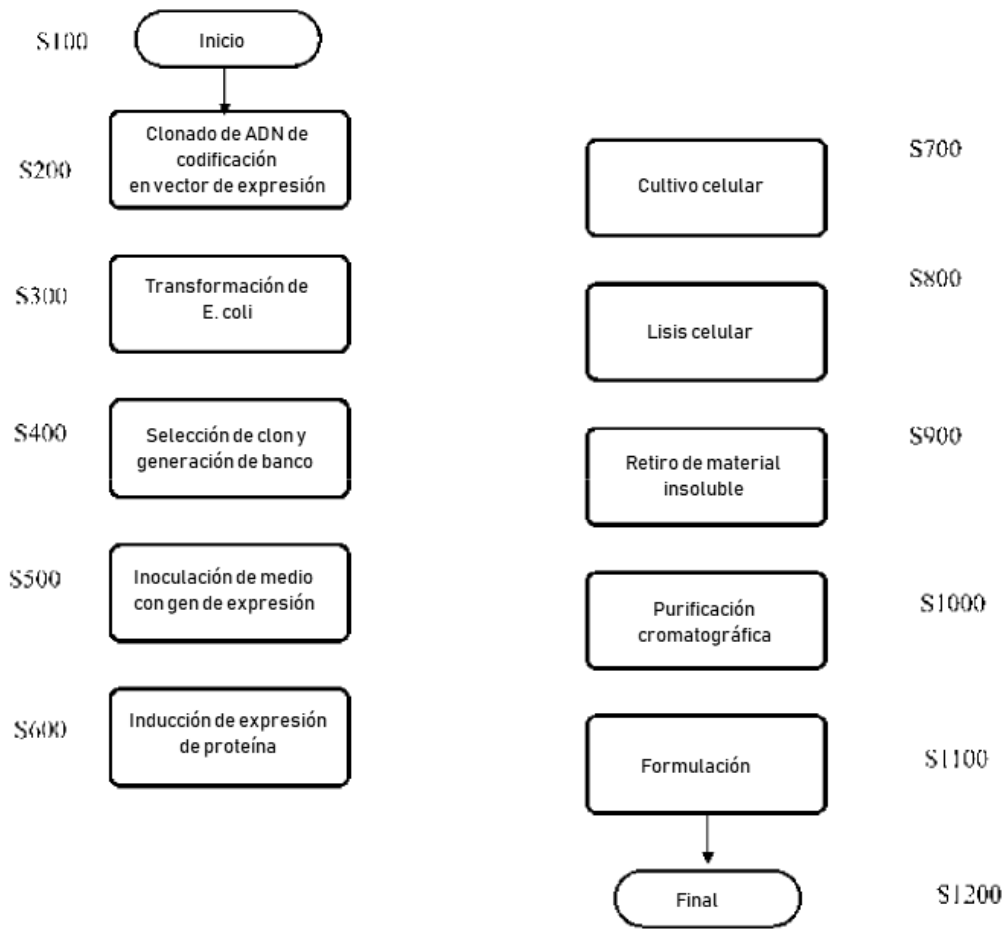 S100
Inicio
S200
Clonado de ADN de
codificación
en vector de expresión
S300
Transformación de
E. coli
S400
Selección de clon y
generación de banco
S500
Inoculación de medio
con gen de expresión
S600
Inducción de expresión
de proteína
S700
Cultivo celular
S800
Lisis celular
S900
Retiro de material
insoluble
S1000
Purificación
cromatográfica
S1100
Formulación
S1200
Final